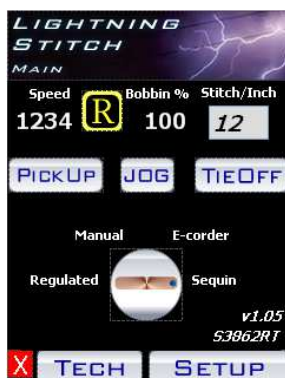 LIGHTNING
STITCH
MAIN
Speed Bobbin % Stitch/Inch
1234 R 100 12
PICKUP JOG TIEOFF
Manual E-corder
Regulated Sequin
v1.05
S3862RT
X TECH SETUP